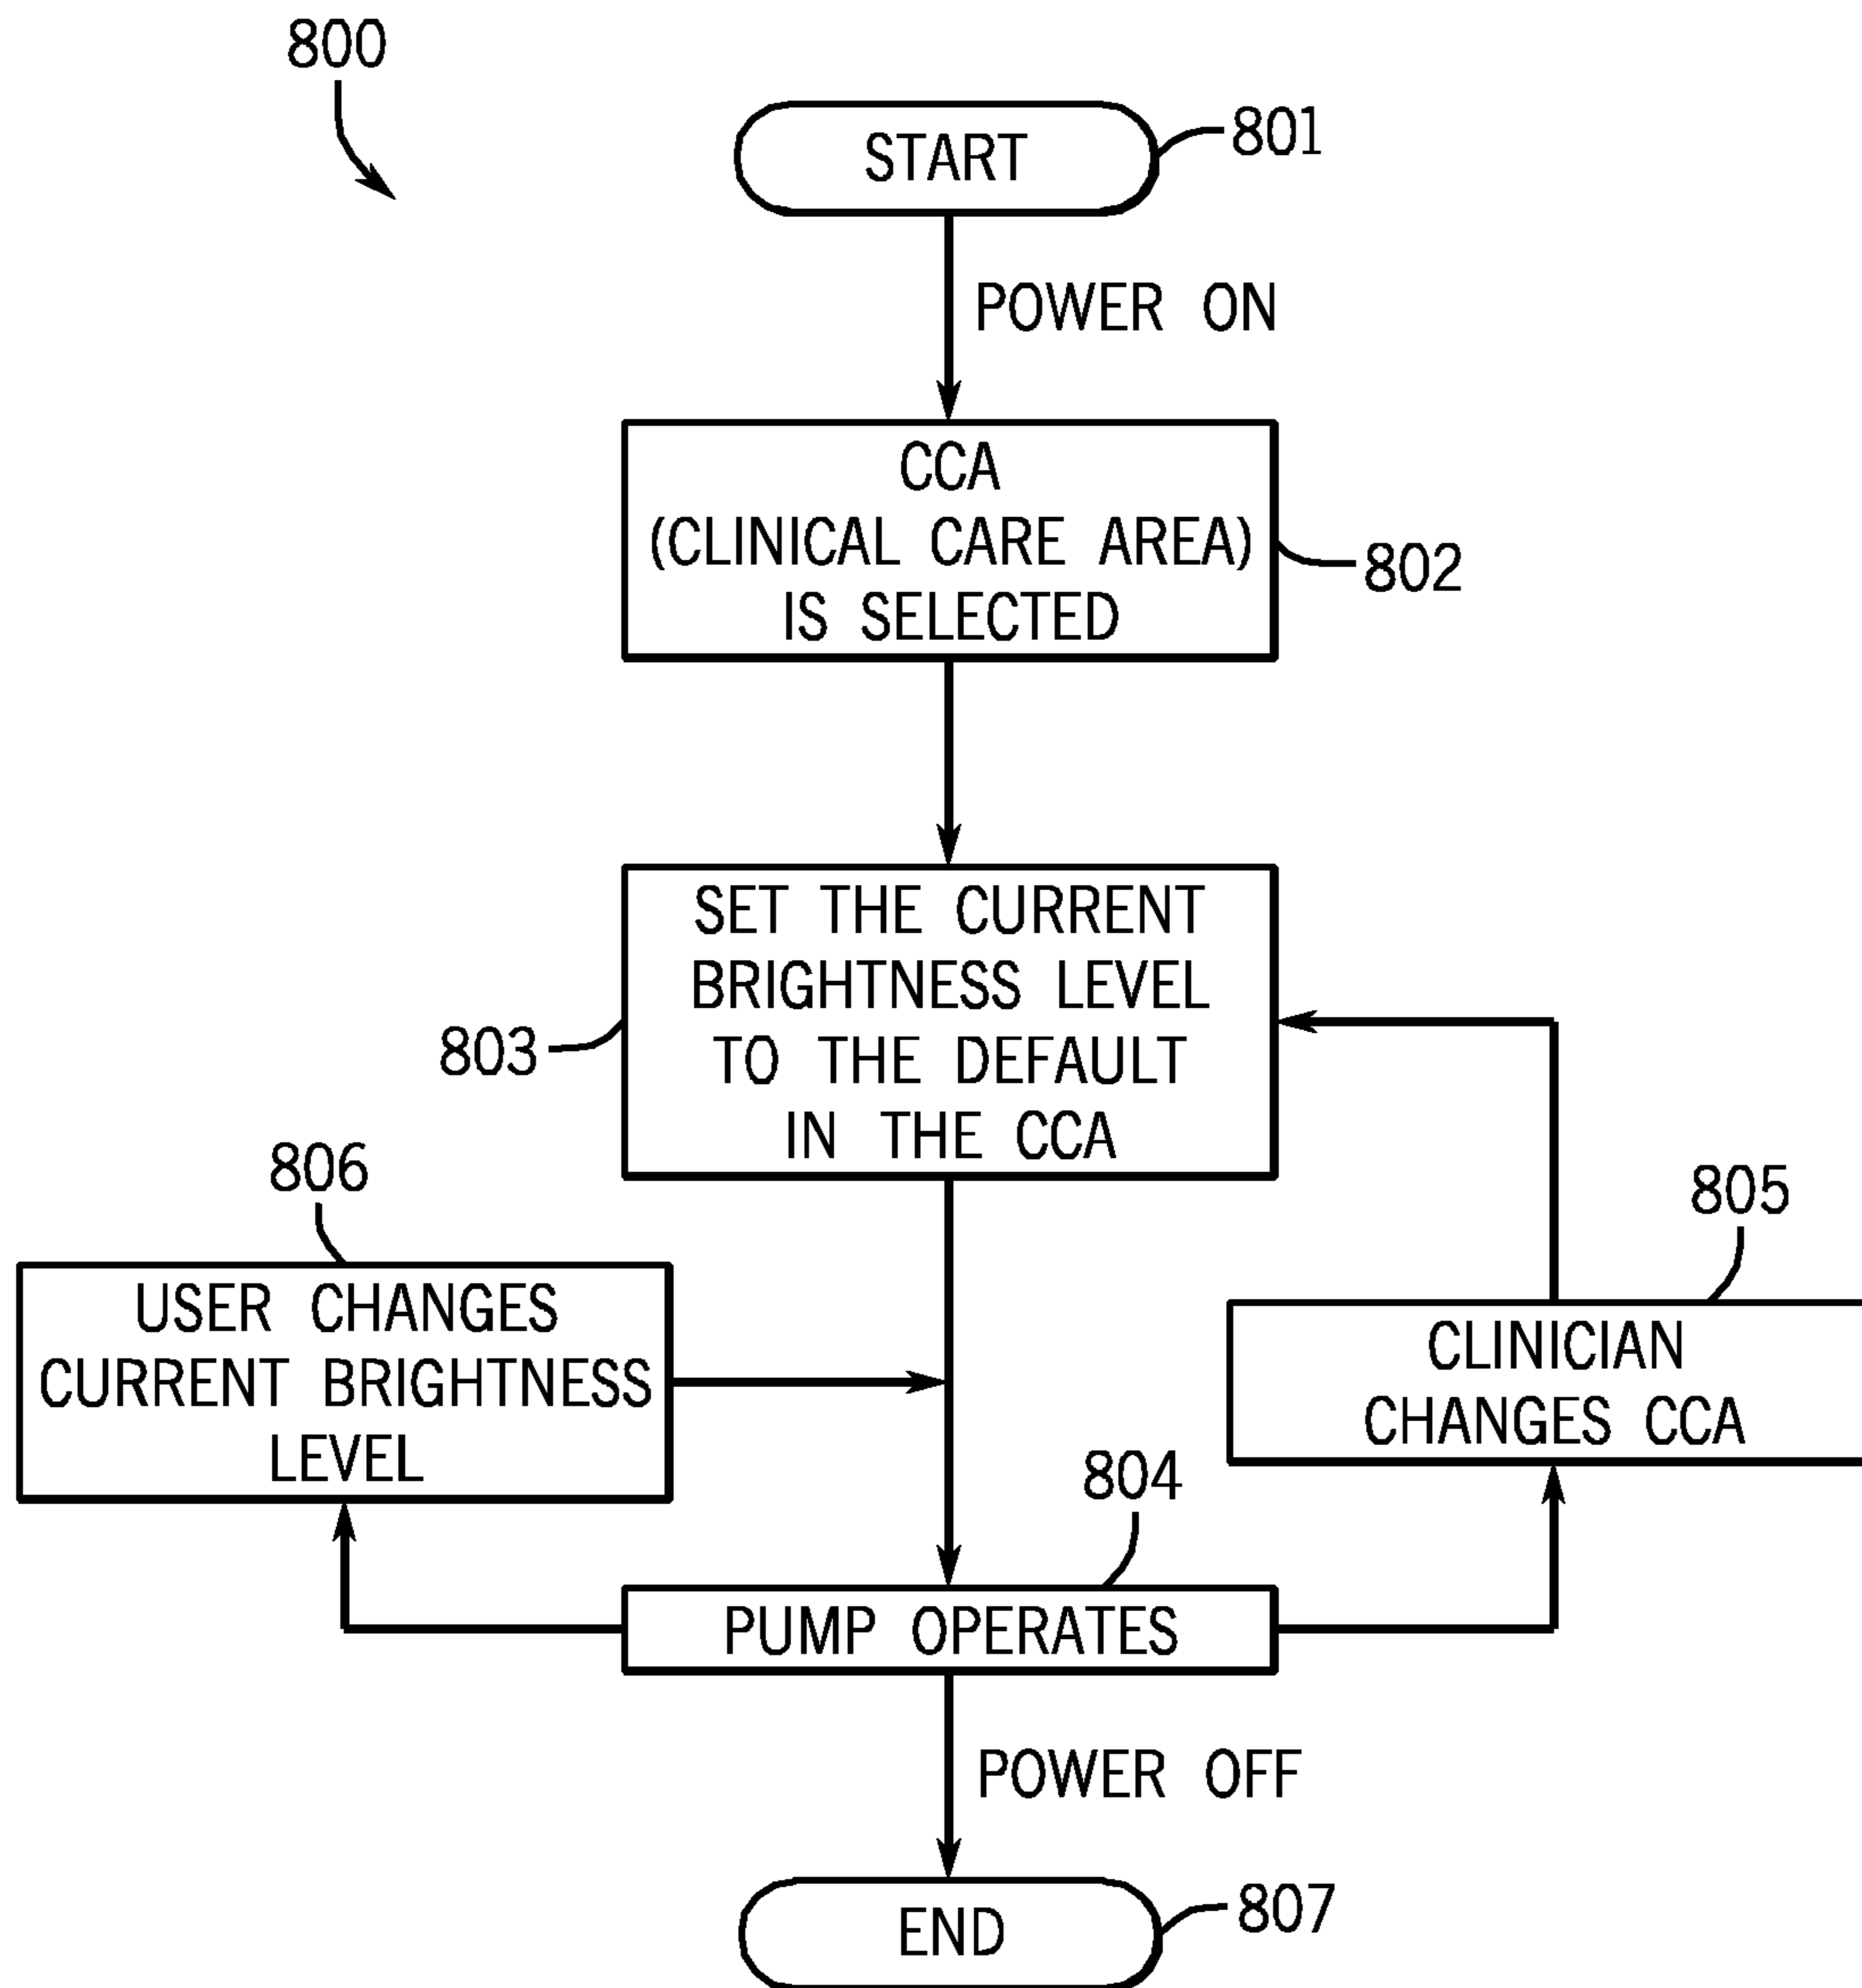 800
START
801
POWER ON
CCA
(CLINICAL CARE AREA)
IS SELECTED
802
SET THE CURRENT
BRIGHTNESS LEVEL
TO THE DEFAULT
IN THE CCA
803
806
USER CHANGES
CURRENT BRIGHTNESS
LEVEL
805
CLINICIAN
CHANGES CCA
804
PUMP OPERATES
POWER OFF
END
807